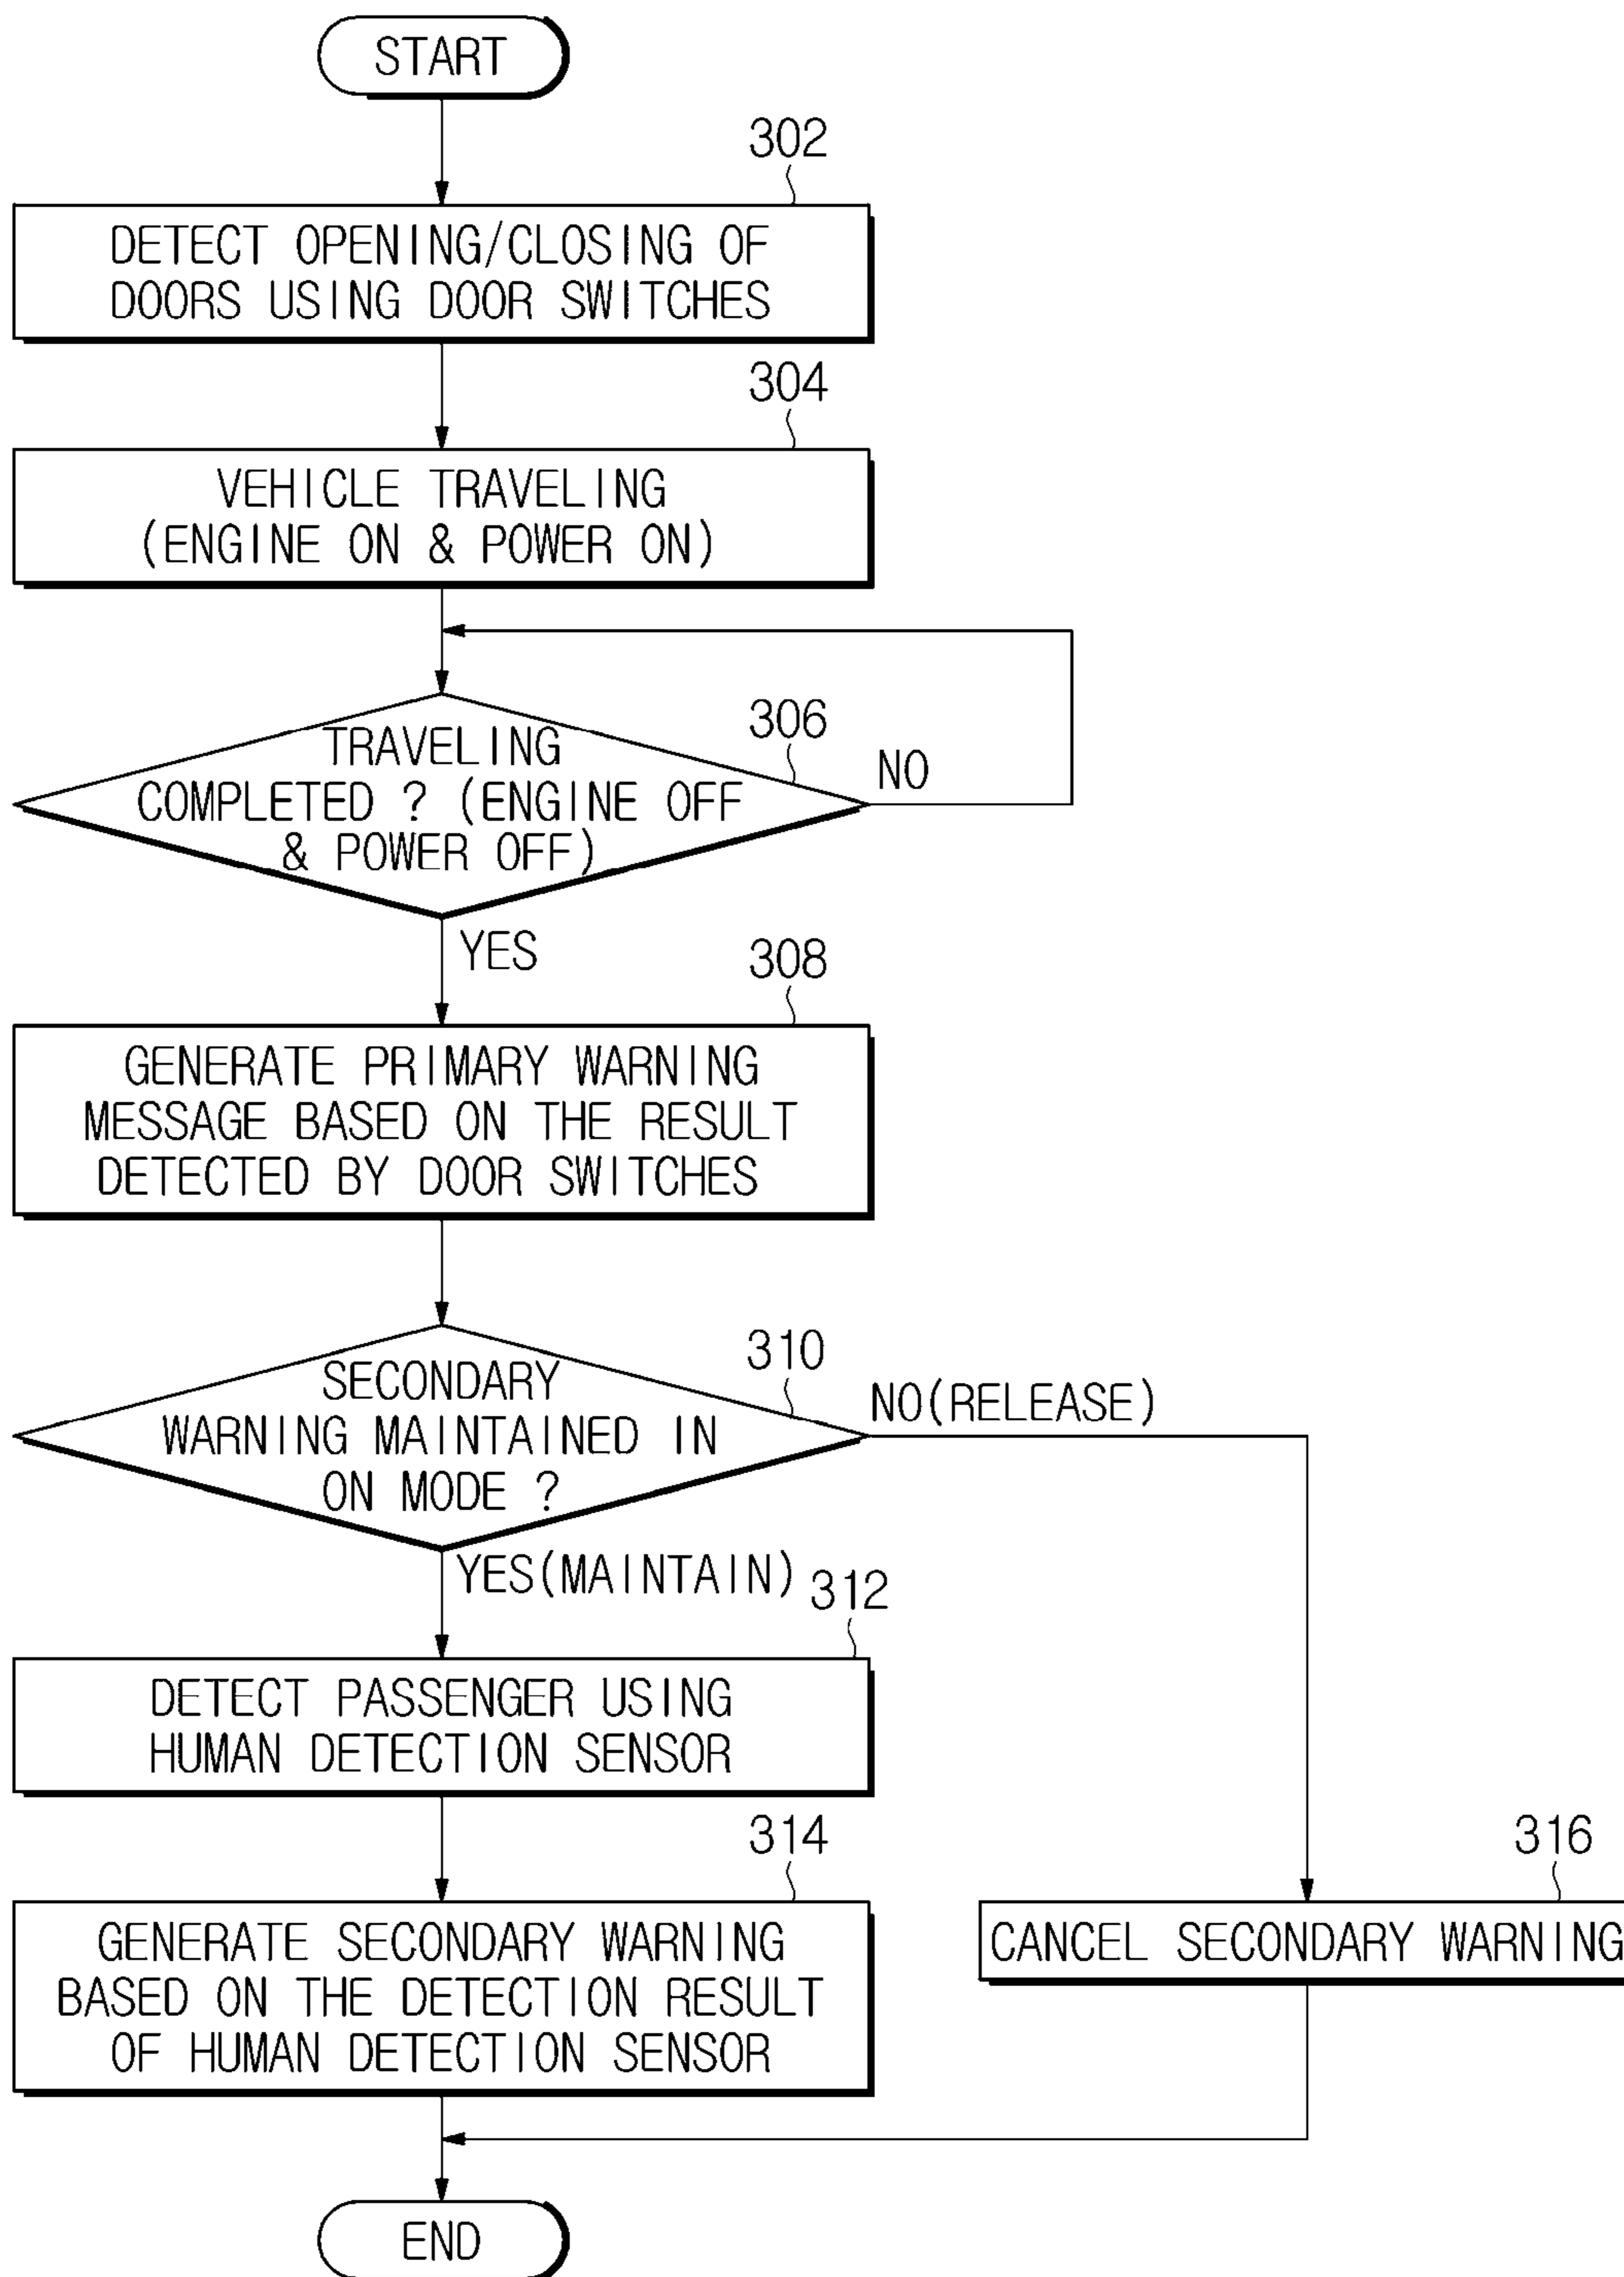 START
302
DETECT OPENING/CLOSING OF
DOORS USING DOOR SWITCHES
304
VEHICLE TRAVELING
(ENGINE ON & POWER ON)
306
TRAVELING
COMPLETED ? (ENGINE OFF
& POWER OFF)
NO
YES
308
GENERATE PRIMARY WARNING
MESSAGE BASED ON THE RESULT
DETECTED BY DOOR SWITCHES
310
SECONDARY
WARNING MAINTAINED IN
ON MODE ?
NO(RELEASE)
YES(MAINTAIN)
312
DETECT PASSENGER USING
HUMAN DETECTION SENSOR
314
GENERATE SECONDARY WARNING
BASED ON THE DETECTION RESULT
OF HUMAN DETECTION SENSOR
316
CANCEL SECONDARY WARNING
END